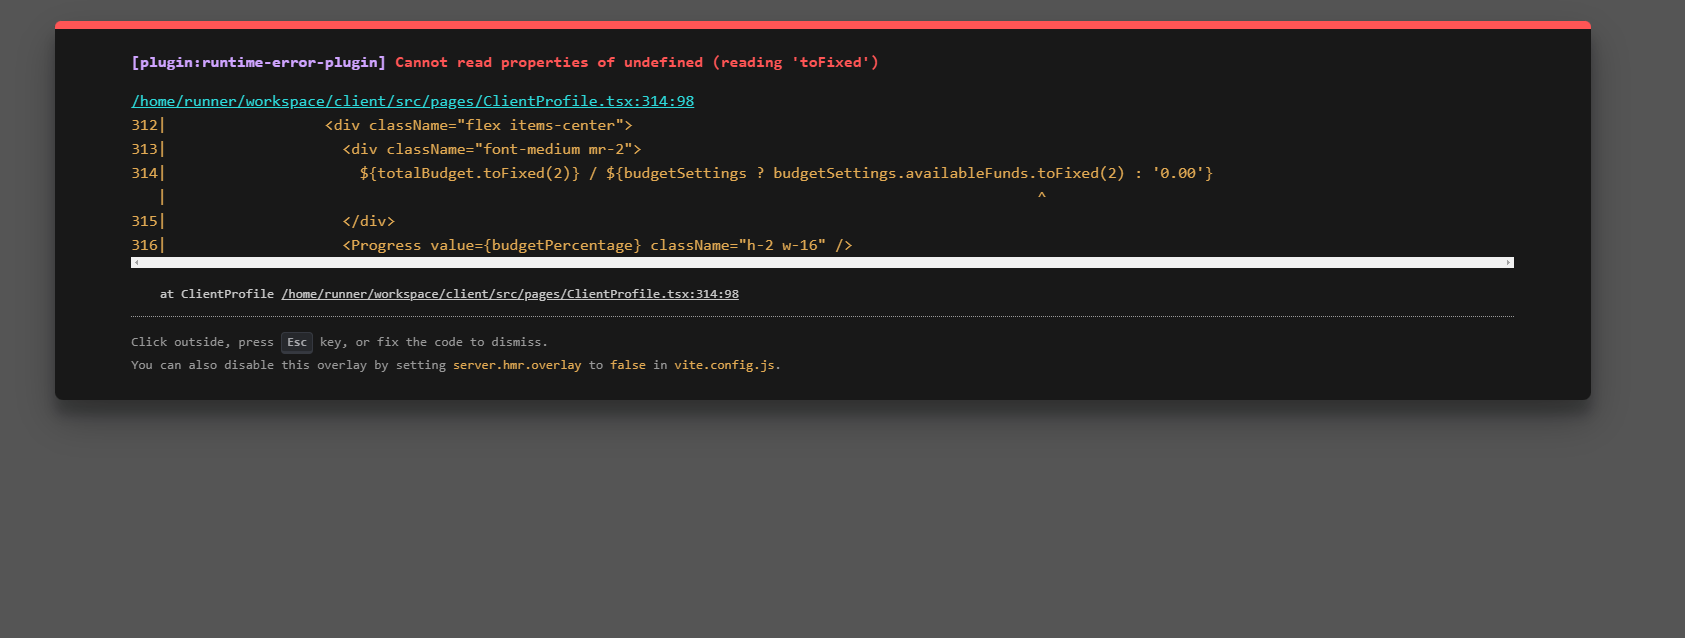 [plugin:runtime-error-plugin] Cannot read properties of undefined (reading 'toFixed')
/home/runner/workspace/client/src/pages/ClientProfile.tsx:314:98
312|                  <div className="flex items-center">
313|                    <div className="font-medium mr-2">
314|                      ${totalBudget.toFixed(2)} / ${budgetSettings ? budgetSettings.availableFunds.toFixed(2) : '0.00'}
   |                                                                                                   ^
315|                    </div>
316|                    <Progress value={budgetPercentage} className="h-2 w-16" />
at ClientProfile /home/runner/workspace/client/src/pages/ClientProfile.tsx:314:98
Click outside, press Esc key, or fix the code to dismiss.
You can also disable this overlay by setting server.hmr.overlay to false in vite.config.js.